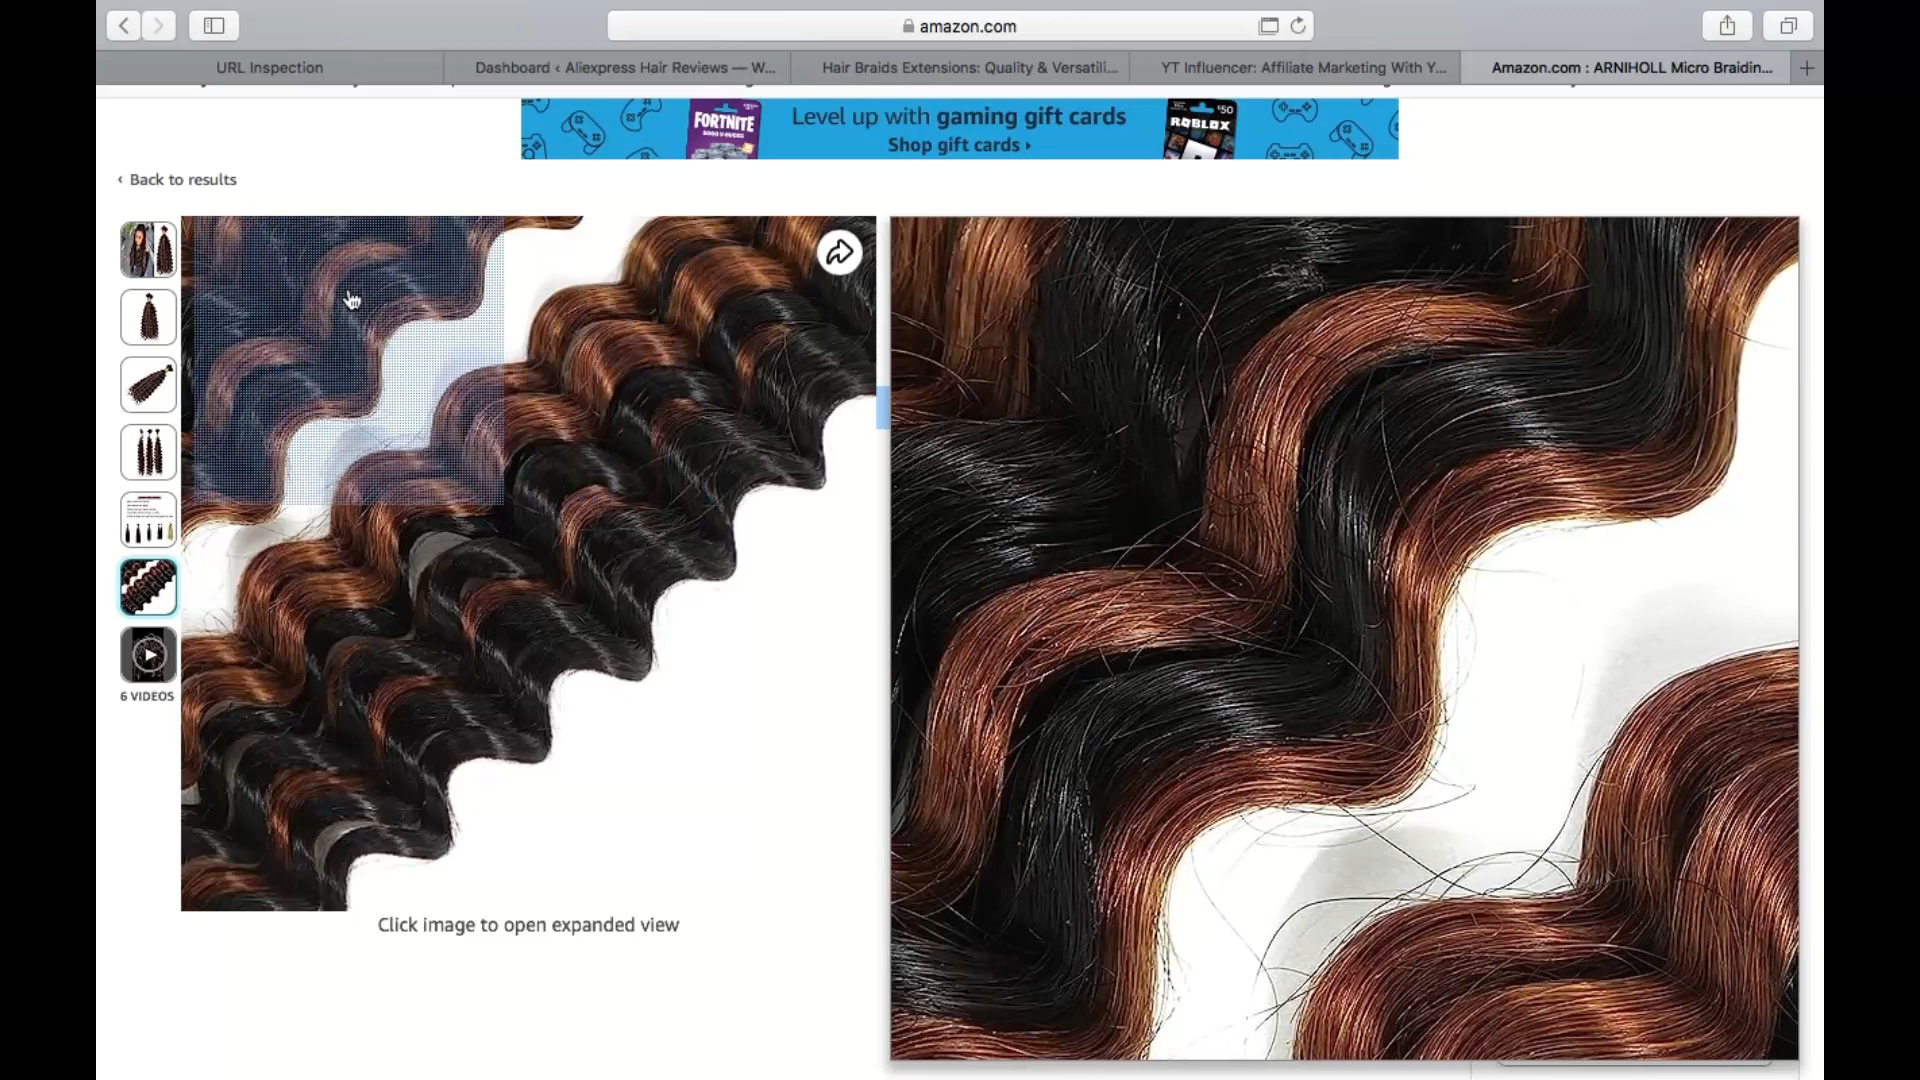 amazon.com
URL Inspection
Dashboard ‹ Aliexpress Hair Reviews — W...
Hair Braids Extensions: Quality & Versatili...
YT Influencer: Affiliate Marketing With Y...
Amazon.com : ARNIHOLL Micro Braidin...
FORTNITE
Level up with gaming gift cards
Shop gift cards ›
ROBLOX
‹ Back to results
6 VIDEOS
Click image to open expanded view